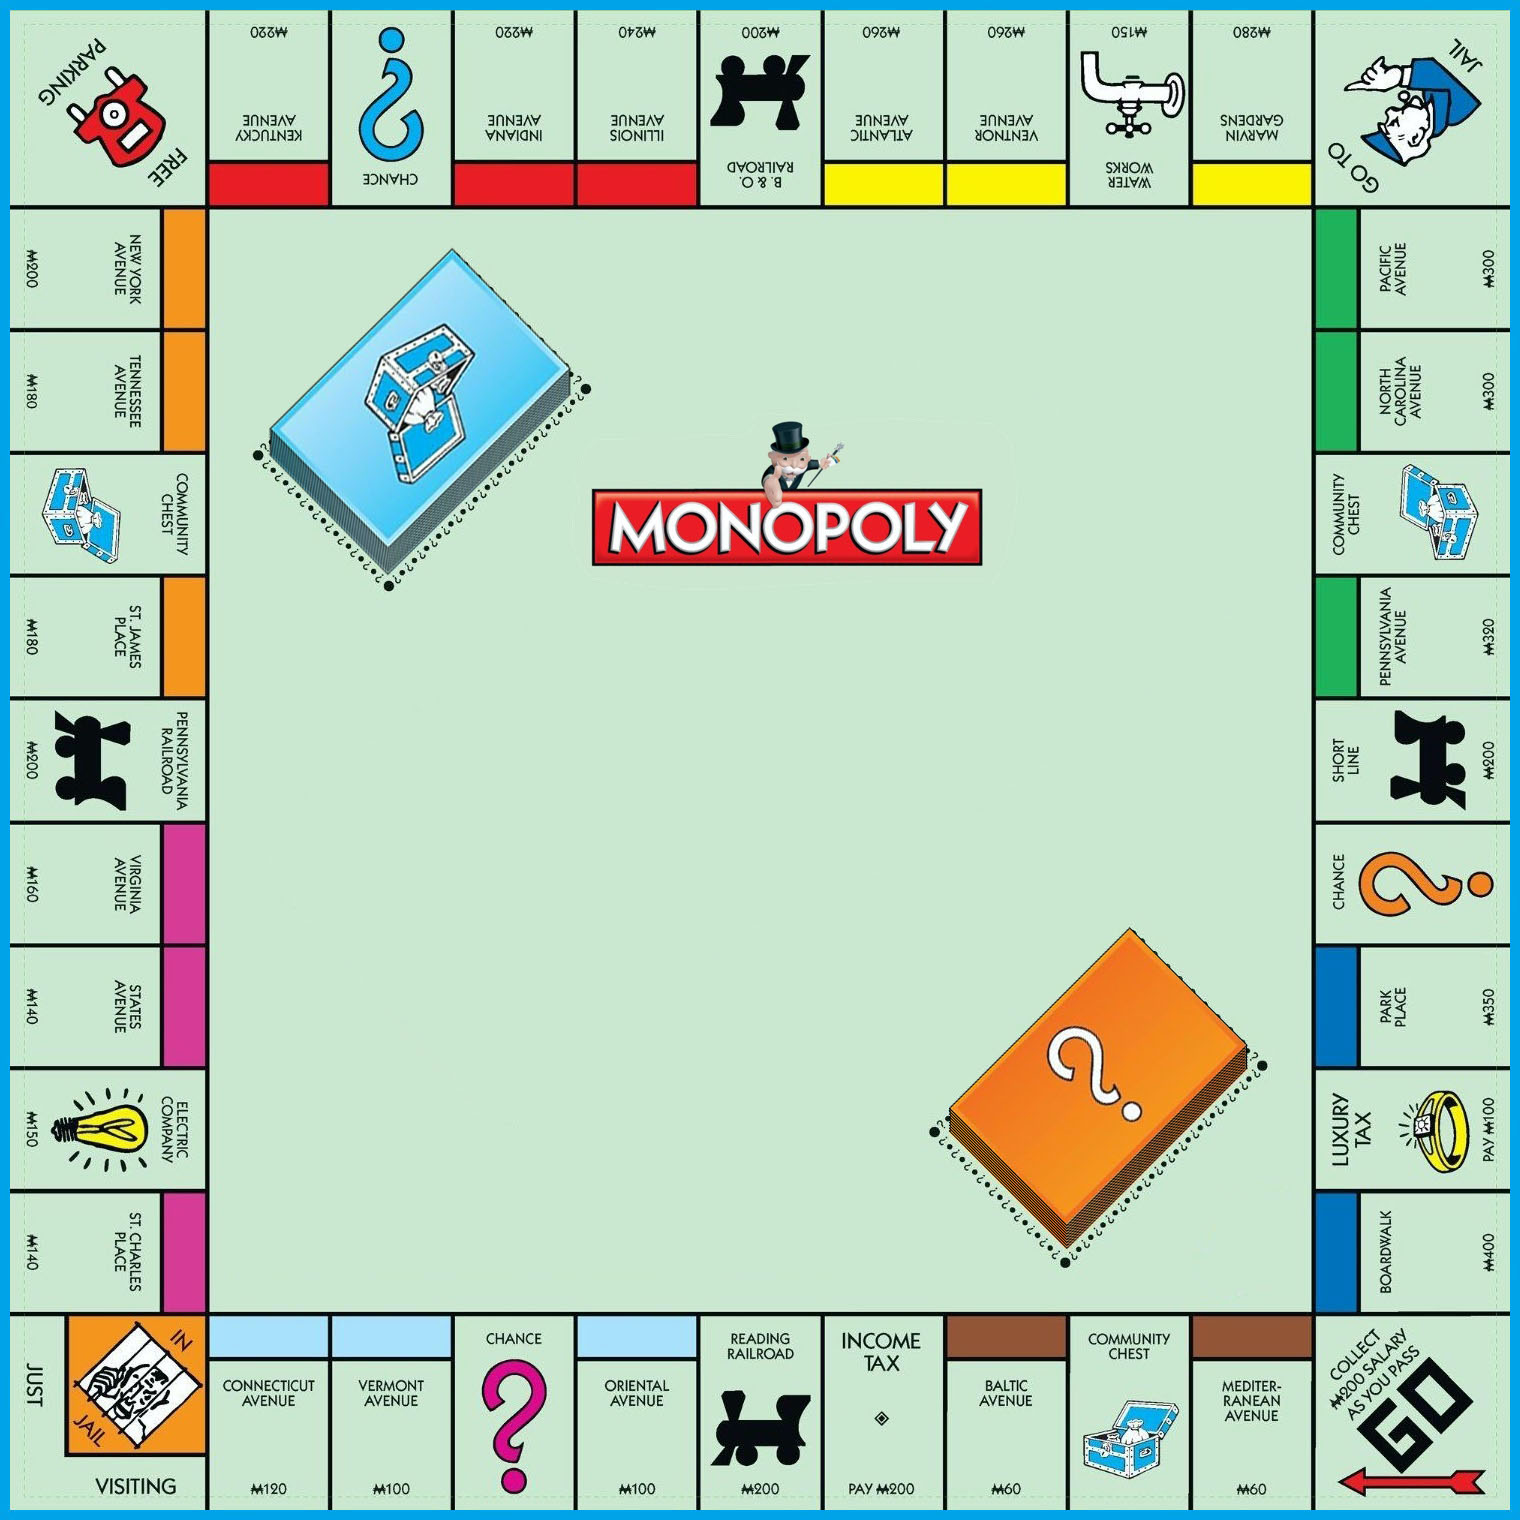 FREE
PARKING
KENTUCKY
AVENUE
₩220
CHANCE
INDIANA
AVENUE
₩220
ILLINOIS
AVENUE
₩240
B. & O.
RAILROAD
₩200
ATLANTIC
AVENUE
₩260
VENTNOR
AVENUE
₩260
WATER
WORKS
₩150
MARVIN
GARDENS
₩280
GO TO
JAIL
NEW YORK
AVENUE
₩200
TENNESSEE
AVENUE
₩180
COMMUNITY
CHEST
ST. JAMES
PLACE
₩180
PENNSYLVANIA
RAILROAD
₩200
VIRGINIA
AVENUE
₩160
STATES
AVENUE
₩140
ELECTRIC
COMPANY
₩150
ST. CHARLES
PLACE
₩140
MONOPOLY
?
PACIFIC
AVENUE
₩300
NORTH
CAROLINA
AVENUE
₩300
COMMUNITY
CHEST
PENNSYLVANIA
AVENUE
₩320
SHORT
LINE
₩200
CHANCE
PARK
PLACE
₩350
LUXURY
TAX
PAY ₩100
BOARDWALK
₩400
JUST
VISITING
IN
JAIL
CONNECTICUT
AVENUE
₩120
VERMONT
AVENUE
₩100
CHANCE
?
ORIENTAL
AVENUE
₩100
READING
RAILROAD
₩200
INCOME
TAX
PAY ₩200
BALTIC
AVENUE
₩60
COMMUNITY
CHEST
MEDITER-
RANEAN
AVENUE
₩60
COLLECT
₩200 SALARY
AS YOU PASS
GO